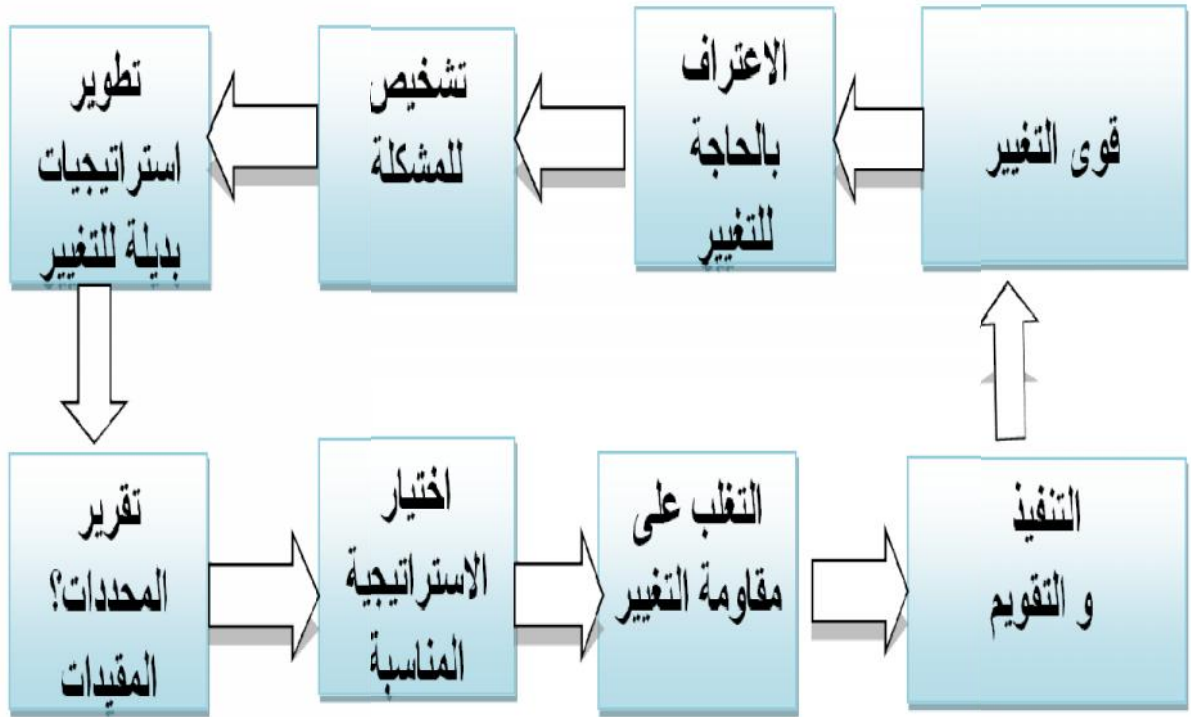 قوى التغيير
الاعتراف
بالحاجة
للتغيير
تشخيص
للمشكلة
تطوير
استراتيجيات
بديلة للتغيير
تقرير
المحددات؟
المقيدات
اختيار
الاستراتيجية
المناسبة
التغلب على
مقاومة التغيير
التنفيذ
و التقويم